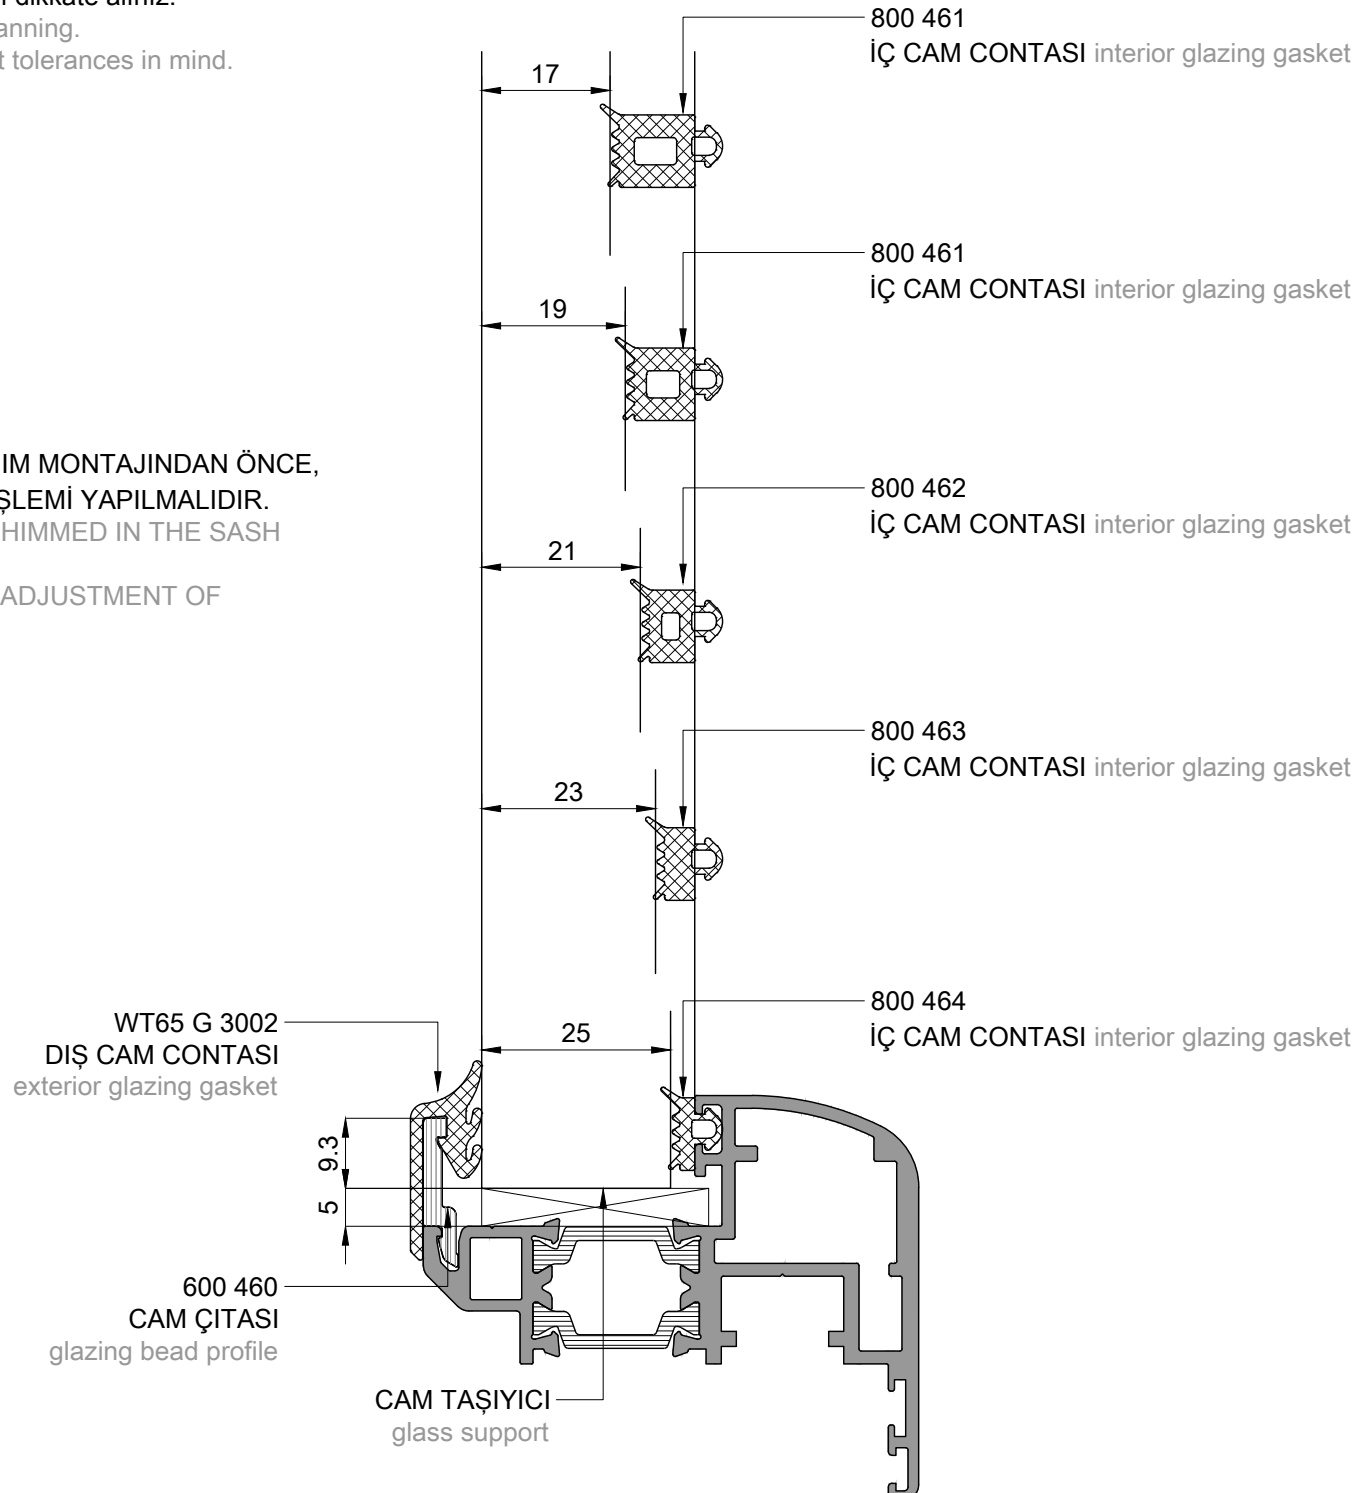 dikkate alınız.
anning.
t tolerances in mind.
800 461
İÇ CAM CONTASI interior glazing gasket
17
800 461
İÇ CAM CONTASI interior glazing gasket
19
IM MONTAJINDAN ÖNCE,
ŞLEMİ YAPILMALIDIR.
HIMMED IN THE SASH
ADJUSTMENT OF
800 462
İÇ CAM CONTASI interior glazing gasket
21
800 463
İÇ CAM CONTASI interior glazing gasket
23
800 464
İÇ CAM CONTASI interior glazing gasket
WT65 G 3002
DIŞ CAM CONTASI
exterior glazing gasket
25
9.3
5
600 460
CAM ÇITASI
glazing bead profile
CAM TAŞIYICI
glass support